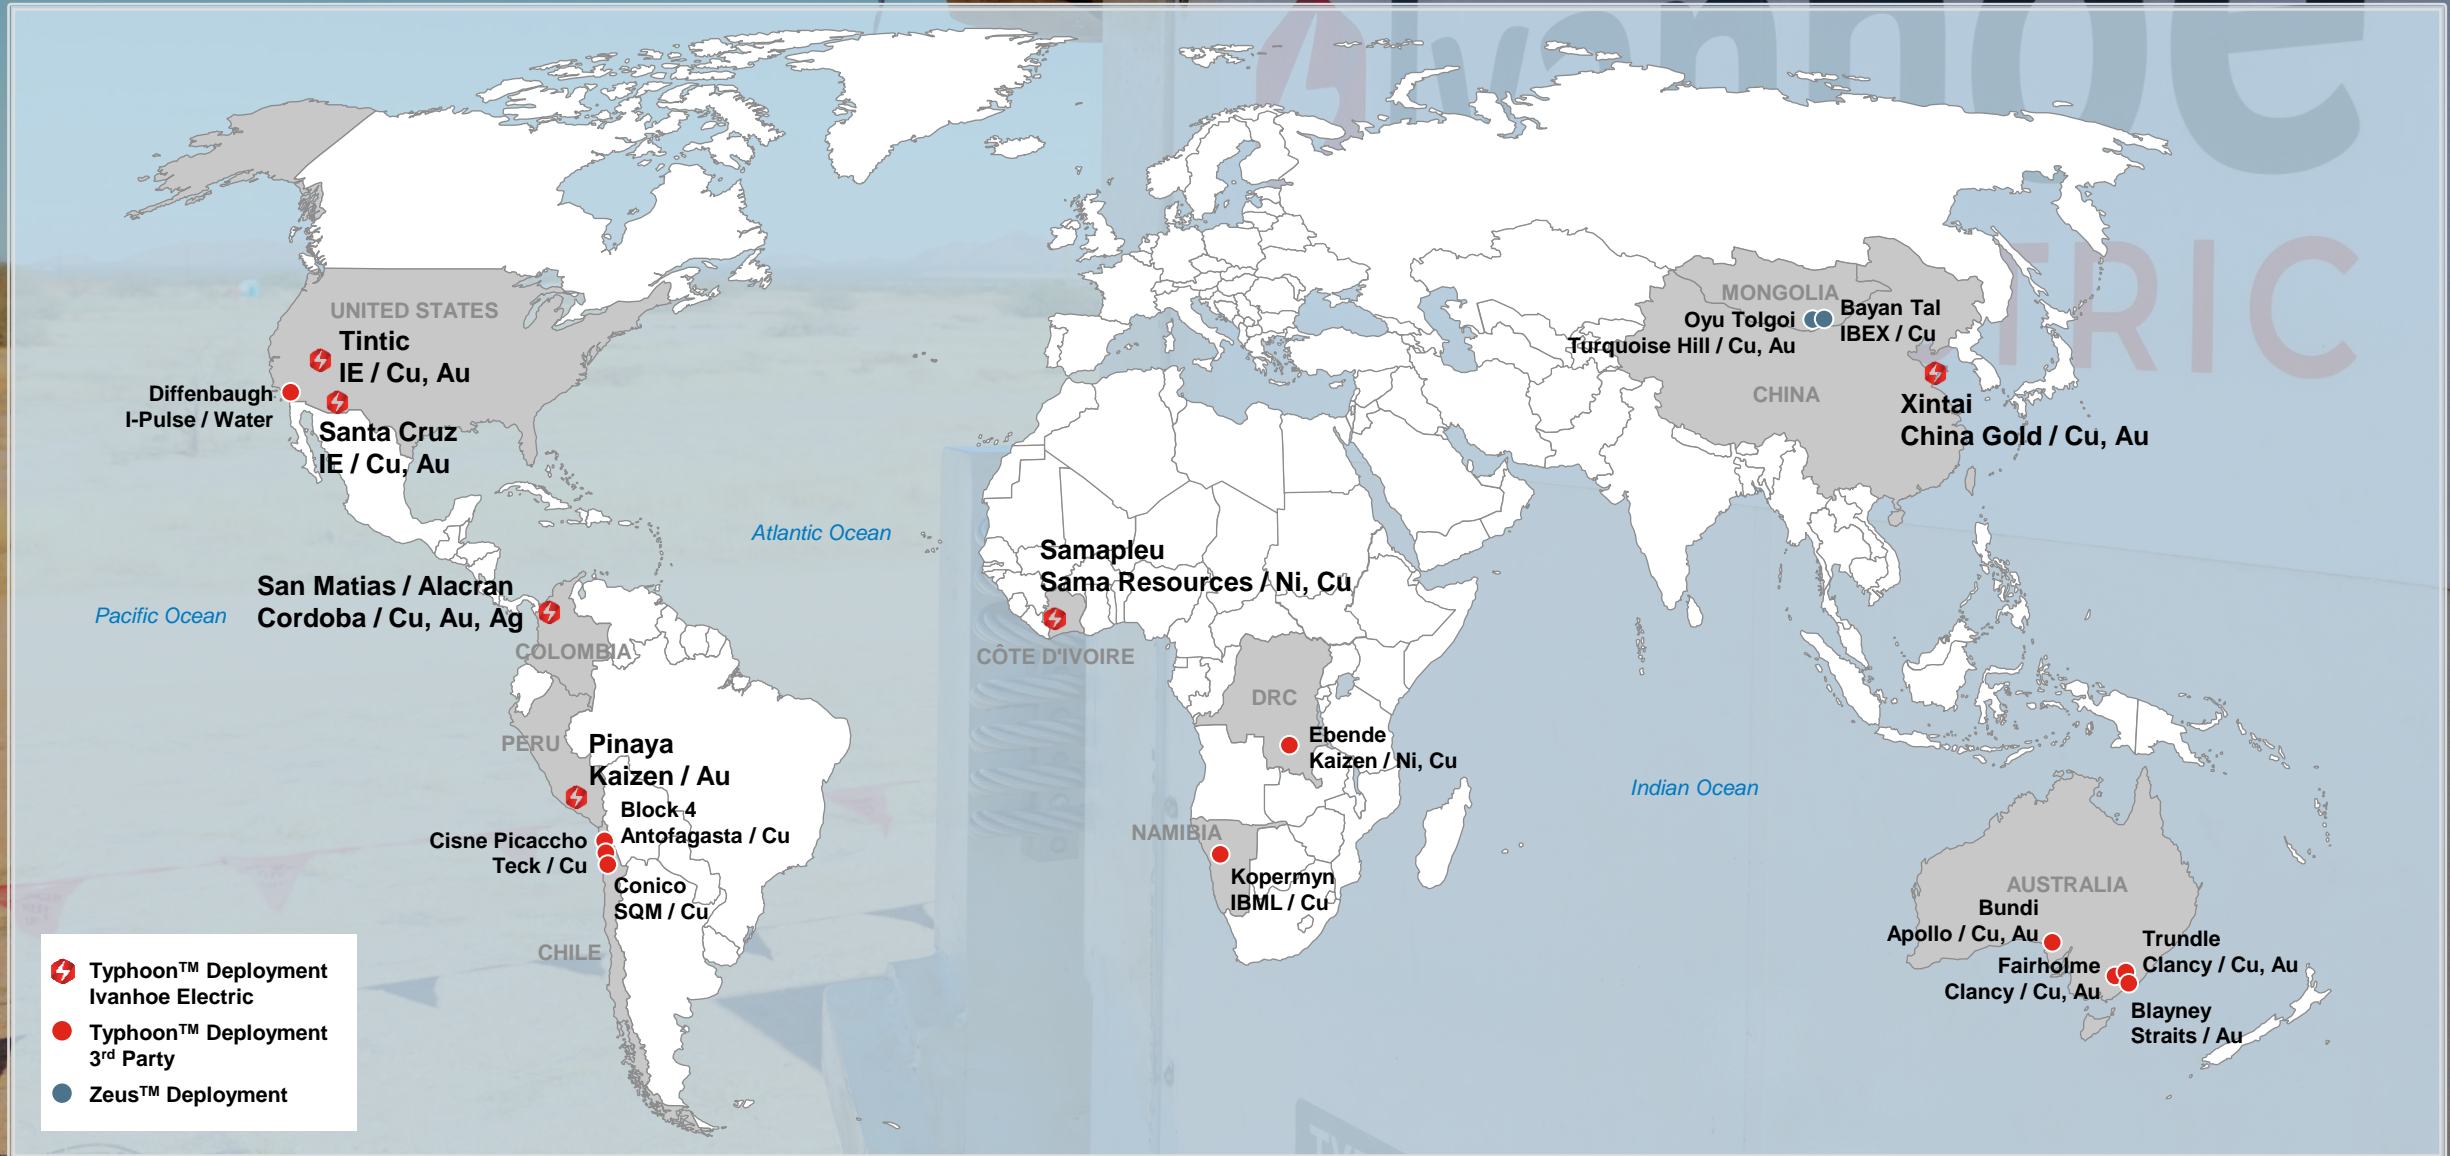 Ivanhoe
TRIC
UNITED STATES
Tintic
IE / Cu, Au
Diffenbaugh
I-Pulse / Water
Santa Cruz
IE / Cu, Au
MONGOLIA
Oyu Tolgoi
Turquoise Hill / Cu, Au
Bayan Tal
IBEX / Cu
CHINA
Xintai
China Gold / Cu, Au
Atlantic Ocean
Pacific Ocean
San Matias / Alacran
Cordoba / Cu, Au, Ag
COLOMBIA
Samapleu
Sama Resources / Ni, Cu
CÔTE D'IVOIRE
DRC
Ebende
Kaizen / Ni, Cu
PERU
Pinaya
Kaizen / Au
Block 4
Antofagasta / Cu
Cisne Picaccho
Teck / Cu
Conico
SQM / Cu
CHILE
NAMIBIA
Kopermyn
IBML / Cu
Indian Ocean
AUSTRALIA
Bundi
Apollo / Cu, Au
Trundle
Clancy / Cu, Au
Fairholme
Clancy / Cu, Au
Blayney
Straits / Au
Typhoon™ Deployment
Ivanhoe Electric
Typhoon™ Deployment
3rd Party
Zeus™ Deployment